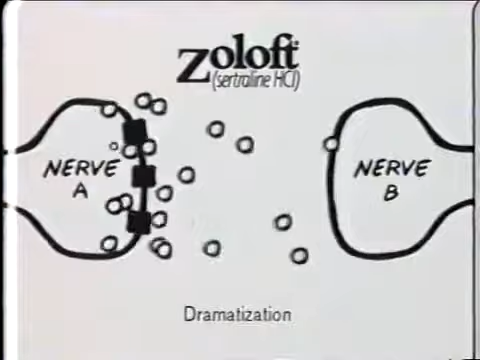 Zoloft®
(sertraline HCl)
NERVE
A
NERVE
B
Dramatization